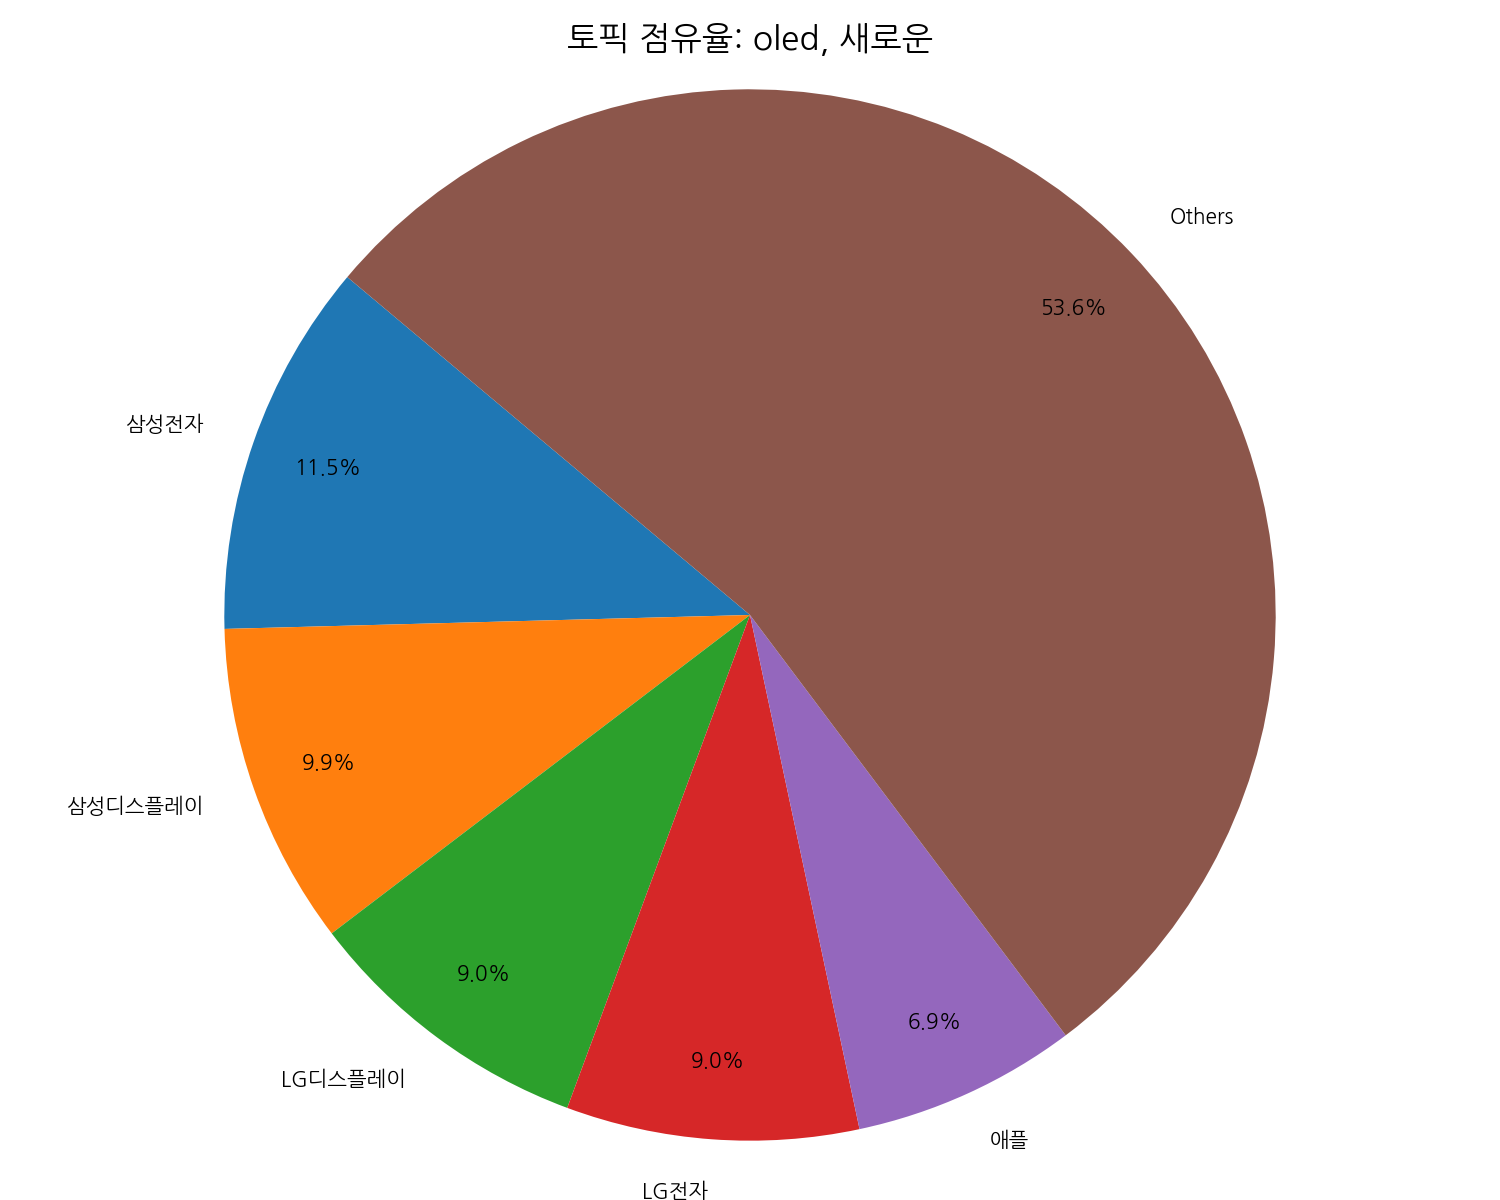 토픽 점유율: oled, 새로운
Others
53.6%
삼성전자
11.5%
삼성디스플레이
9.9%
LG디스플레이
9.0%
LG전자
9.0%
애플
6.9%